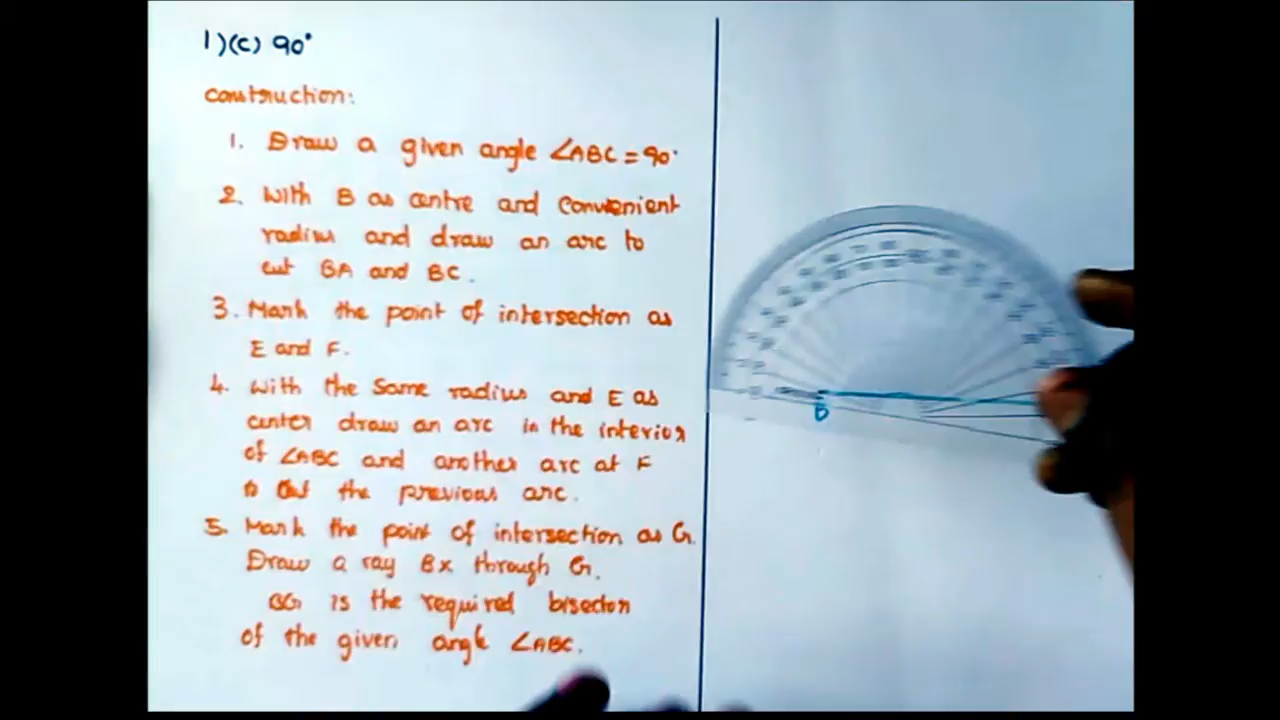 1)(c) 90°
Construction:
1. Draw a given angle ∠ABC = 90°
2. With B as centre and convenient
radius and draw an arc to
cut BA and BC.
3. Mark the point of intersection as
E and F.
4. With the same radius and E as
center draw an arc in the interior
of ∠ABC and another arc at F
to cut the previous arc.
5. Mark the point of intersection as G.
Draw a ray BX through G.
BG is the required bisector
of the given angle ∠ABC.
B